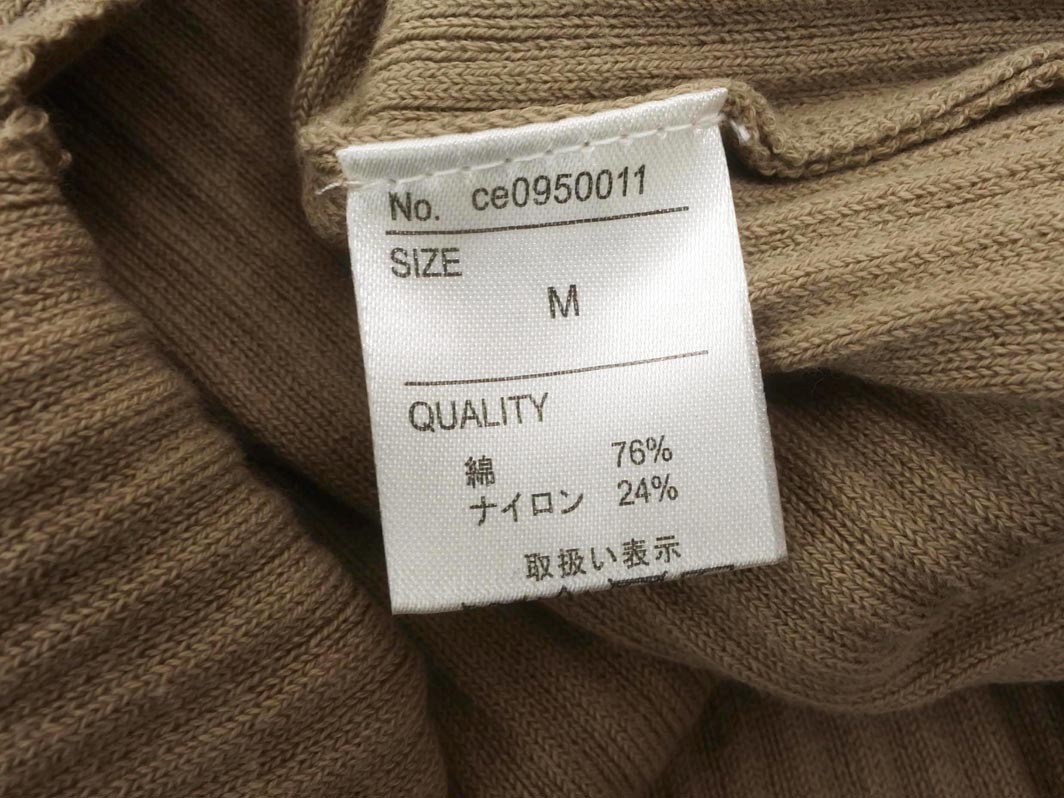 No. ce0950011
SIZE
M
QUALITY
綿 76%
ナイロン 24%
取扱い表示